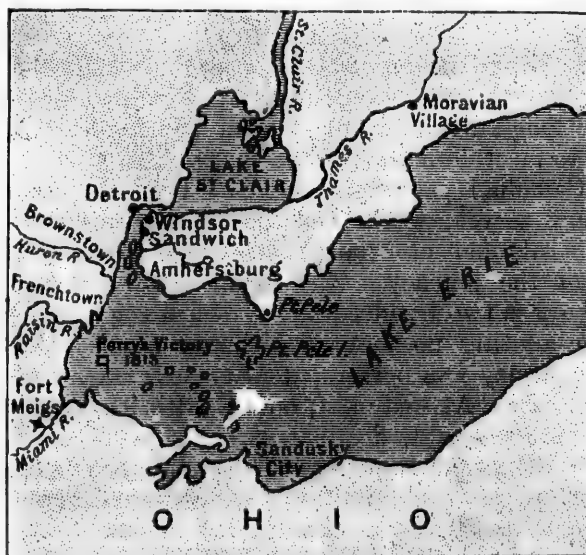 St. Clair R.
Moravian
Village
LAKE
ST CLAIR
Thames R.
Detroit
Windsor
Sandwich
Brownstown
Huron R.
Amherstburg
Frenchtown
Raisin R.
Pt. Pele
LAKE ERIE
Perry's Victory
1813
Pt. Pele I.
Fort
Meigs
Miami R.
Sandusky
City
OHIO